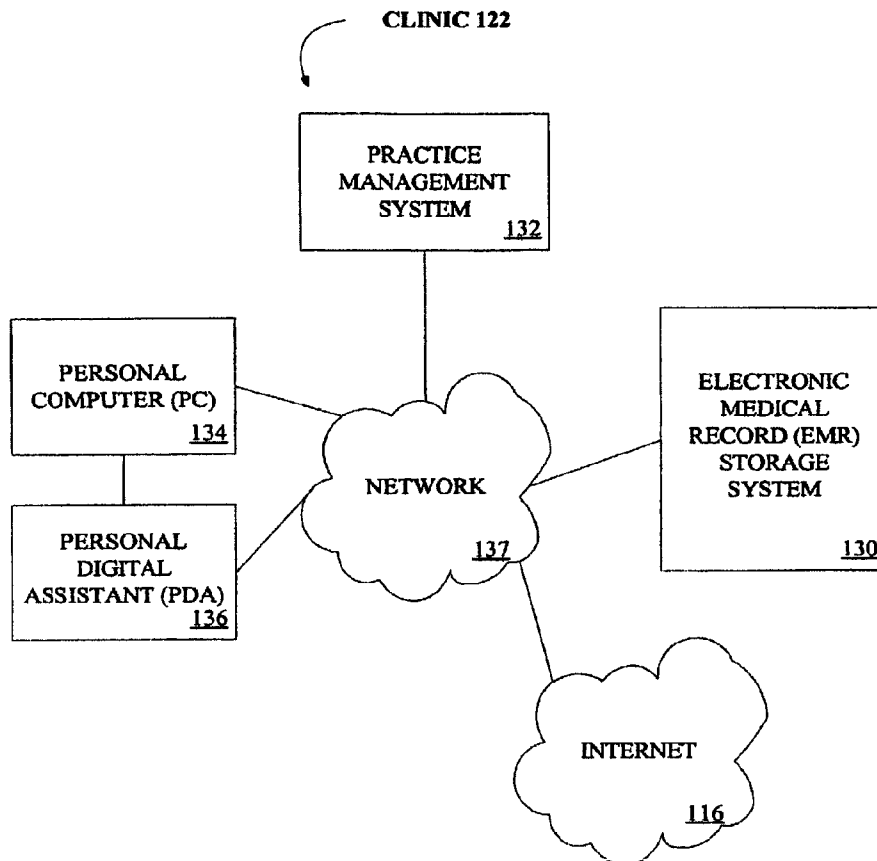 CLINIC 122
PRACTICE
MANAGEMENT
SYSTEM
132
PERSONAL
COMPUTER (PC)
134
PERSONAL
DIGITAL
ASSISTANT (PDA)
136
NETWORK
137
ELECTRONIC
MEDICAL
RECORD (EMR)
STORAGE
SYSTEM
130
INTERNET
116